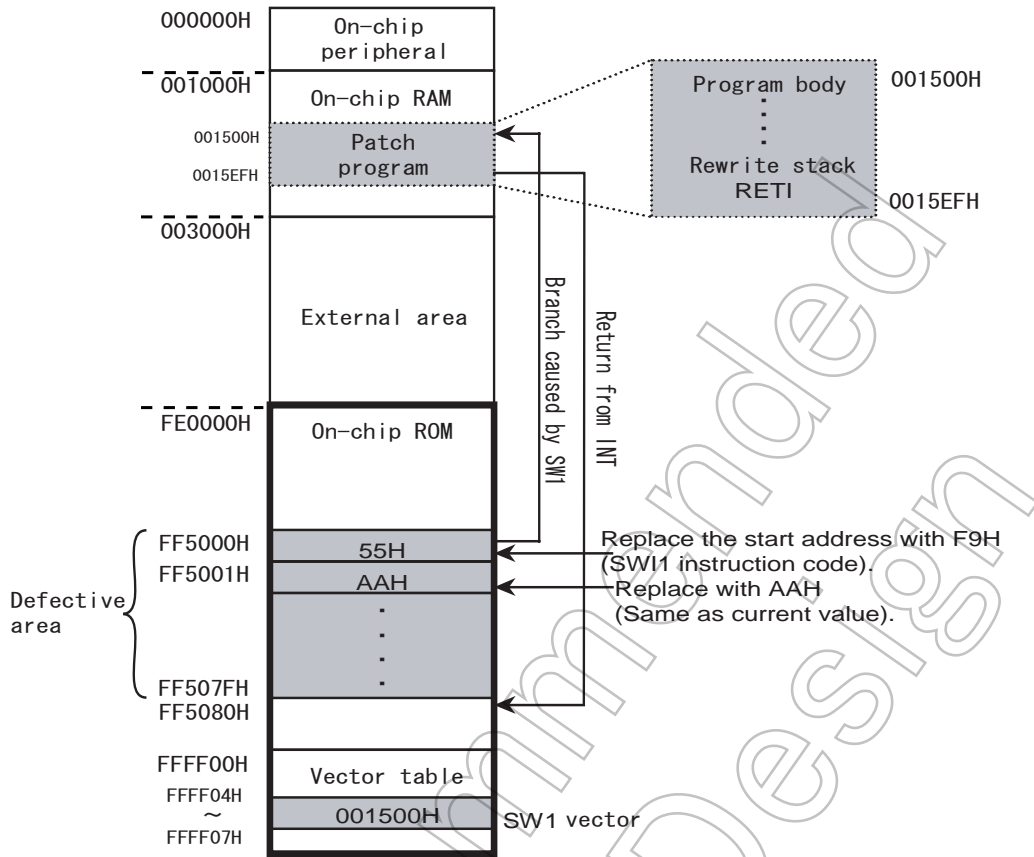 000000H
On-chip
peripheral
001000H
On-chip RAM
001500H
Patch
program
0015EFH
003000H
Program body
001500H
Rewrite stack
RETI
0015EFH
External area
Branch caused by SW1
Return from INT
FE0000H
On-chip ROM
FF5000H
55H
Replace the start address with F9H
(SWI1 instruction code).
FF5001H
AAH
Replace with AAH
(Same as current value).
Defective
area
FF507FH
FF5080H
FFFF00H
Vector table
FFFF04H
~
001500H
SW1 vector
FFFF07H
mmended
Design